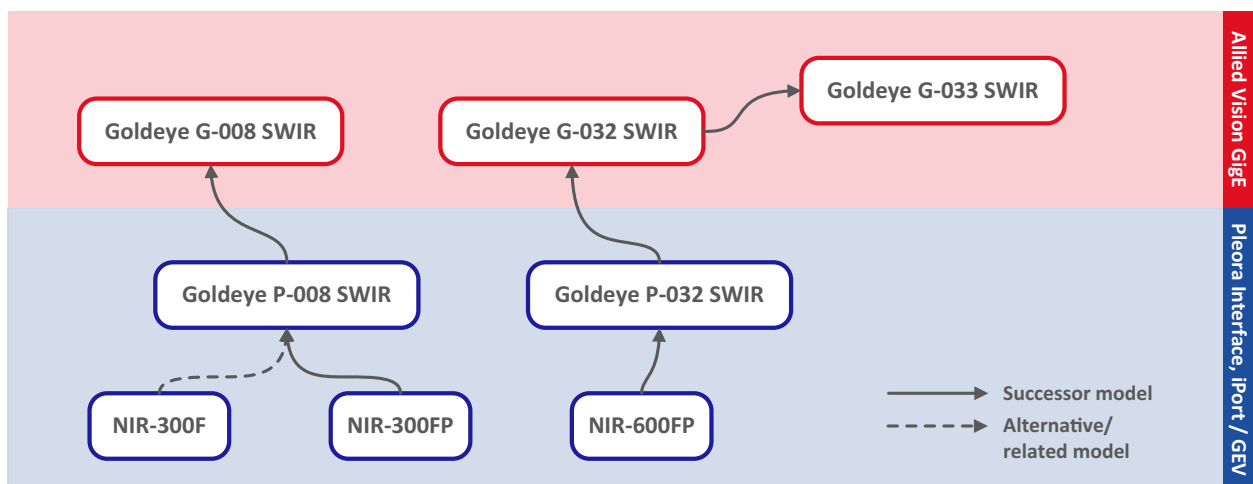 Goldeye G-033 SWIR
Goldeye G-008 SWIR
Goldeye G-032 SWIR
Allied Vision GigE
Goldeye P-008 SWIR
Goldeye P-032 SWIR
NIR-300F
NIR-300FP
NIR-600FP
Successor model
Alternative/
related model
Pleora Interface, iPort / GEV